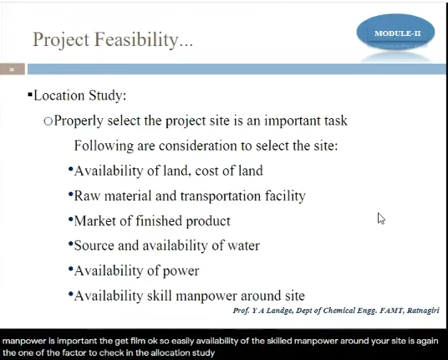 Project Feasibility...
MODULE-II
Location Study:
Properly select the project site is an important task
Following are consideration to select the site:
Availability of land, cost of land
Raw material and transportation facility
Market of finished product
Source and availability of water
Availability of power
Availability skill manpower around site
Prof. Y A Landge, Dept of Chemical Engg. FAMT, Ratnagiri
manpower is important the get film ok so easily availability of the skilled manpower around your site is again
the one of the factor to check in the allocation study